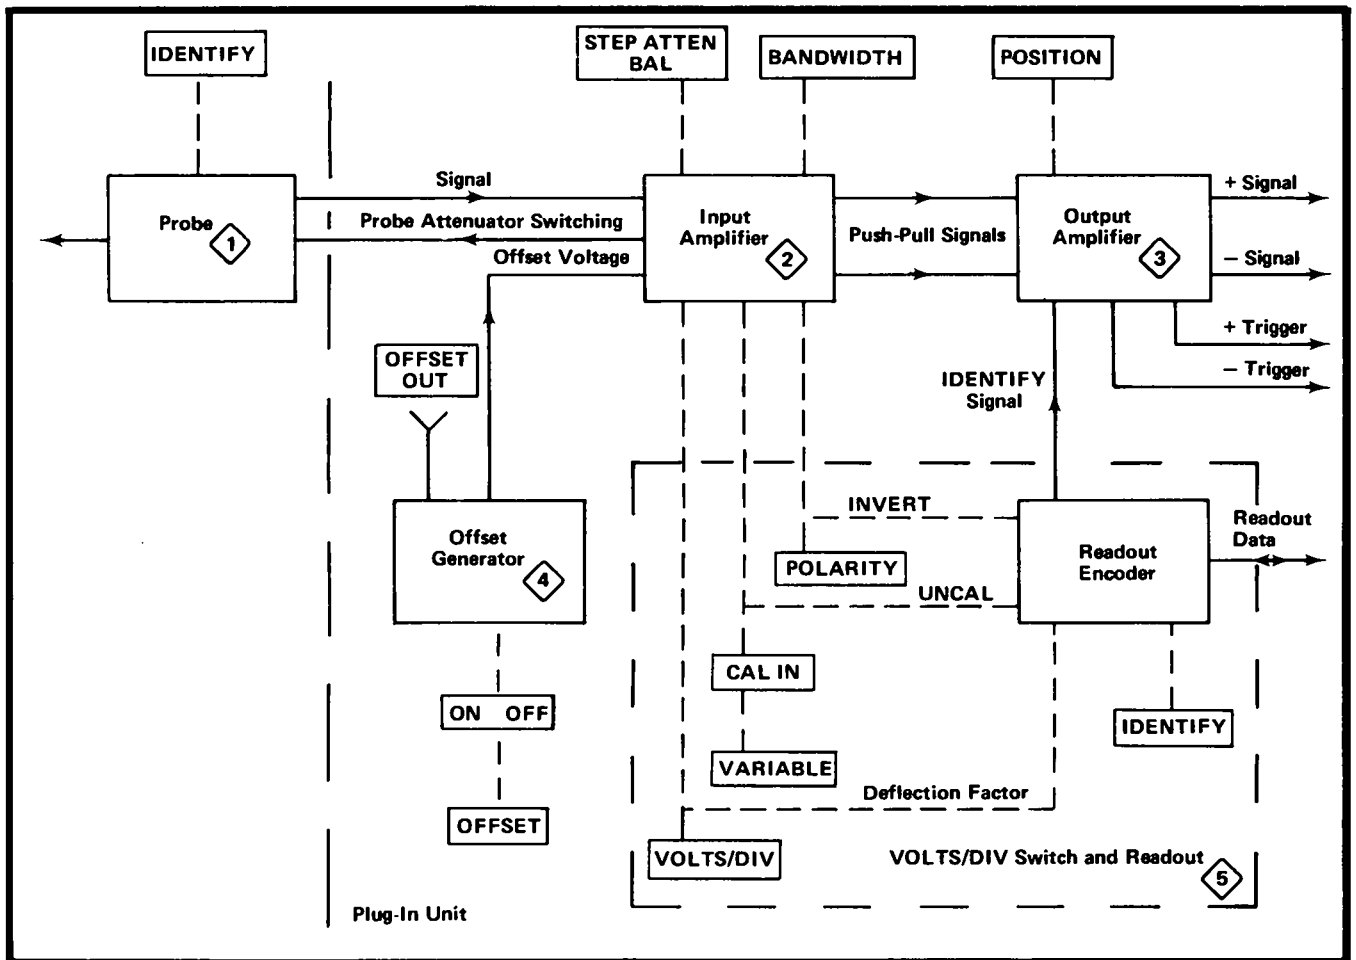 IDENTIFY
STEP ATTEN
BAL
BANDWIDTH
POSITION
Probe
1
Signal
Probe Attenuator Switching
Offset Voltage
Input
Amplifier
2
Push-Pull Signals
Output
Amplifier
3
+ Signal
− Signal
+ Trigger
− Trigger
OFFSET
OUT
IDENTIFY
Signal
Offset
Generator
4
INVERT
POLARITY
UNCAL
Readout
Encoder
Readout
Data
CAL IN
ON OFF
IDENTIFY
VARIABLE
Deflection Factor
OFFSET
VOLTS/DIV
VOLTS/DIV Switch and Readout
5
Plug-In Unit